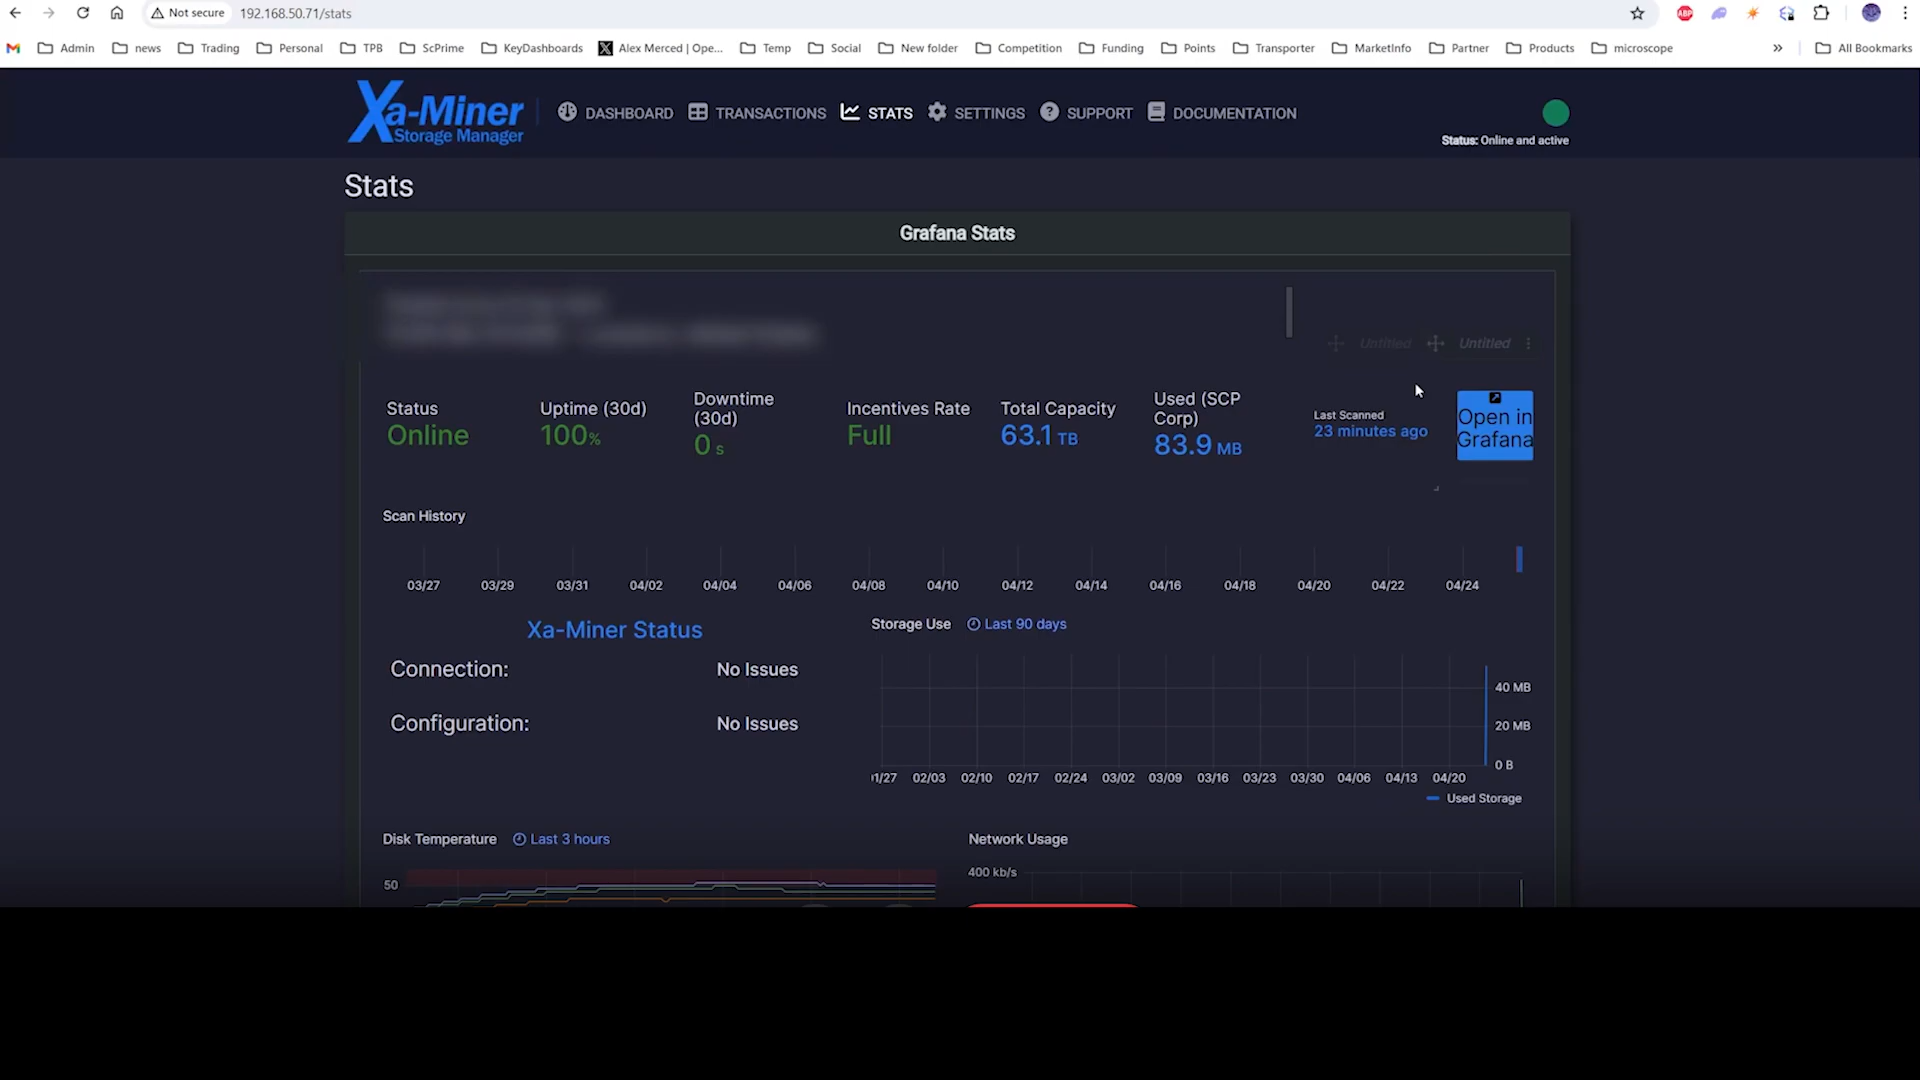 Not secure 192.168.50.71/stats
ABP
Admin news Trading Personal TPB ScPrime KeyDashboards Alex Merced | Ope... Temp Social New folder Competition Funding Points Transporter MarketInfo Partner Products microscope » All Bookmarks
Xa-Miner
Storage Manager
DASHBOARD TRANSACTIONS STATS SETTINGS SUPPORT DOCUMENTATION
Status: Online and active
Stats
Grafana Stats
Untitled Untitled
Status
Online
Uptime (30d)
100%
Downtime
(30d)
0 s
Incentives Rate
Full
Total Capacity
63.1 TB
Used (SCP
Corp)
83.9 MB
Last Scanned
23 minutes ago
Open in
Grafana
Scan History
03/27 03/29 03/31 04/02 04/04 04/06 04/08 04/10 04/12 04/14 04/16 04/18 04/20 04/22 04/24
Xa-Miner Status
Connection: No Issues
Configuration: No Issues
Storage Use Last 90 days
40 MB
20 MB
0 B
1/27 02/03 02/10 02/17 02/24 03/02 03/09 03/16 03/23 03/30 04/06 04/13 04/20
Used Storage
Disk Temperature Last 3 hours
50
Network Usage
400 kb/s